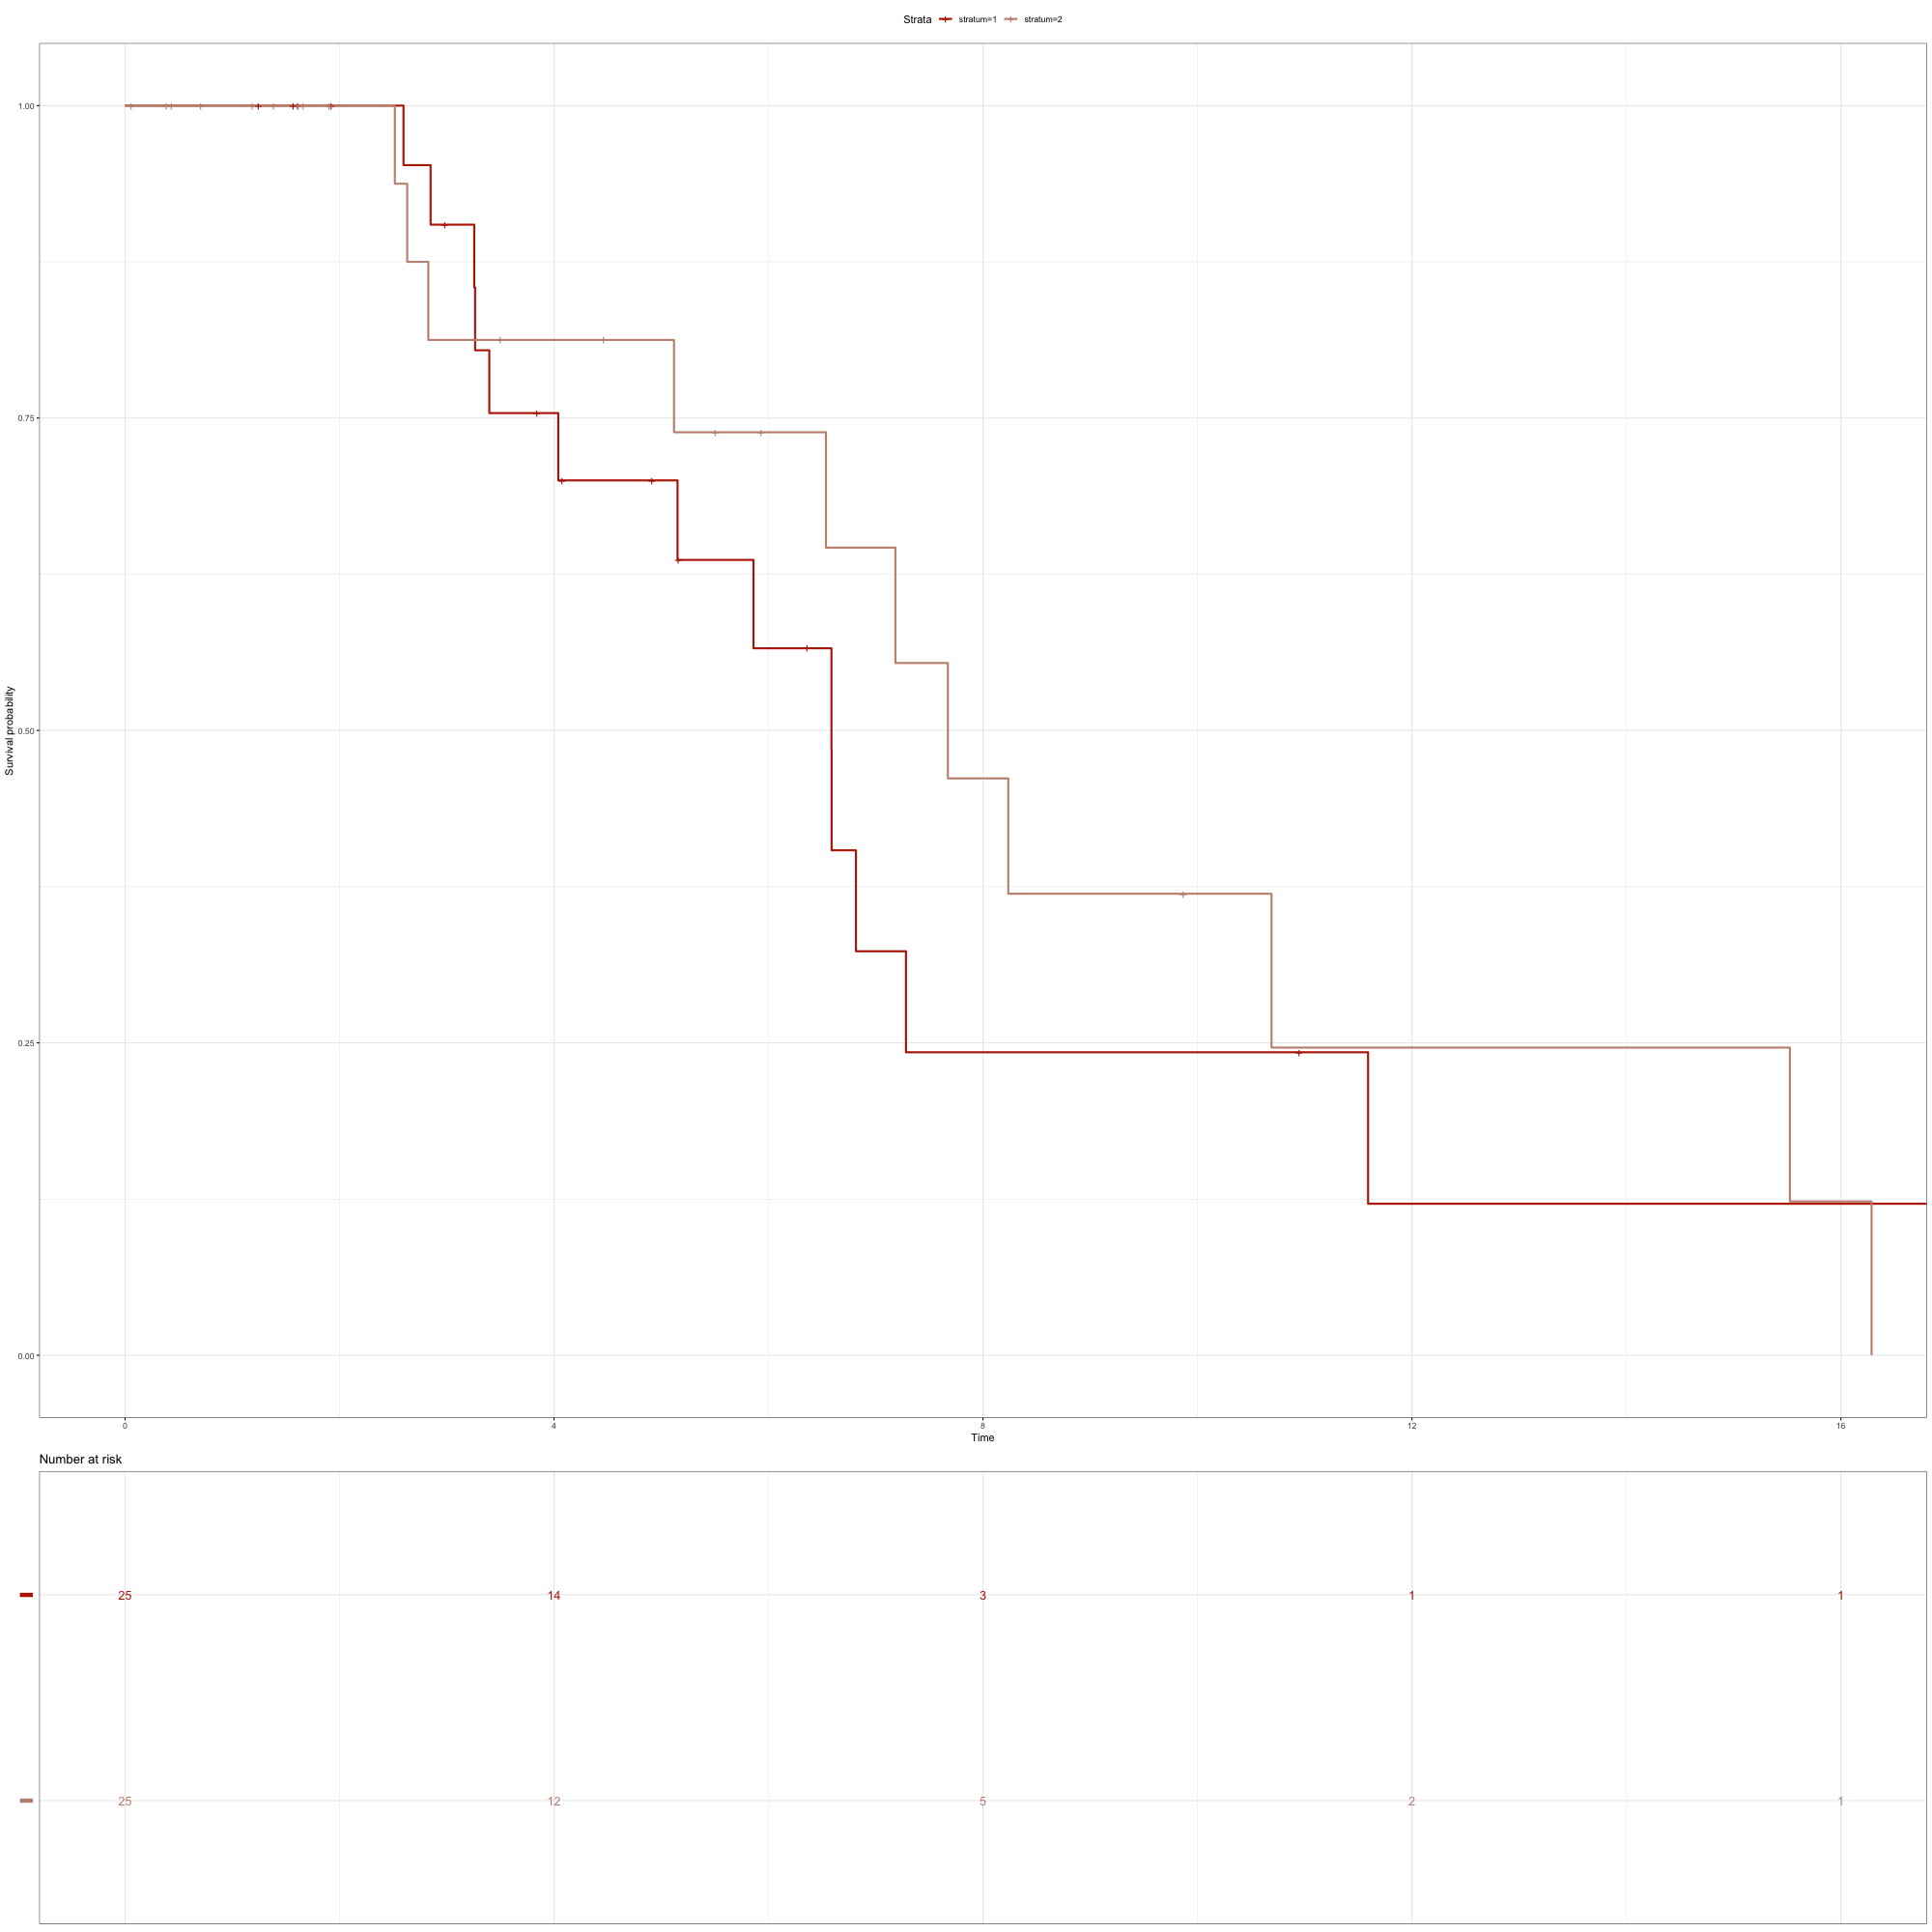 Strata stratum=1 stratum=2
1.00
0.75
0.50
0.25
0.00
Survival probability
0 4 8 12 16
Time
Number at risk
25 14 3 1 1
25 12 5 2 1